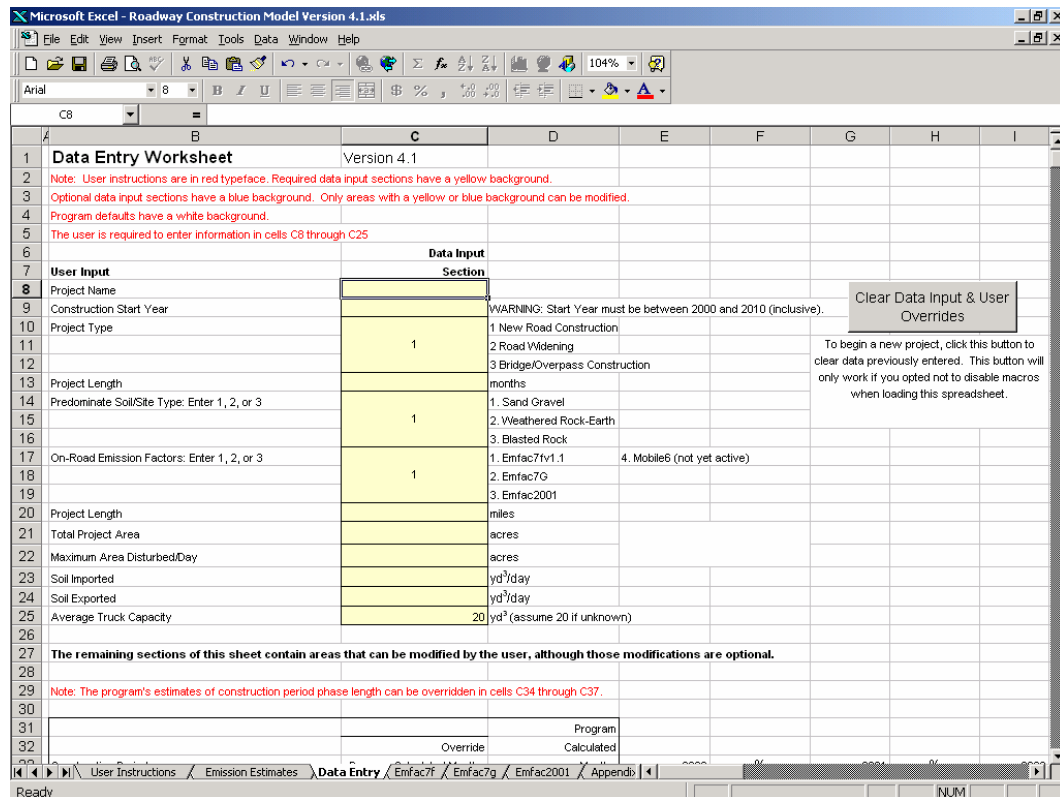 Microsoft Excel - Roadway Construction Model Version 4.1.xls
File Edit View Insert Format Tools Data Window Help
104%
Arial 8 B I U $ % ,
C8 =
A B C D E F G H I
1 Data Entry Worksheet Version 4.1
2 Note: User instructions are in red typeface. Required data input sections have a yellow background.
3 Optional data input sections have a blue background. Only areas with a yellow or blue background can be modified.
4 Program defaults have a white background.
5 The user is required to enter information in cells C8 through C25
6 Data Input
7 User Input Section
8 Project Name
9 Construction Start Year WARNING: Start Year must be between 2000 and 2010 (inclusive).
Clear Data Input & User
Overrides
10 Project Type 1 New Road Construction
11 1 2 Road Widening To begin a new project, click this button to
12 3 Bridge/Overpass Construction clear data previously entered. This button will
13 Project Length months only work if you opted not to disable macros
14 Predominate Soil/Site Type: Enter 1, 2, or 3 1. Sand Gravel when loading this spreadsheet.
15 1 2. Weathered Rock-Earth
16 3. Blasted Rock
17 On-Road Emission Factors: Enter 1, 2, or 3 1. Emfac7fv1.1 4. Mobile6 (not yet active)
18 1 2. Emfac7G
19 3. Emfac2001
20 Project Length miles
21 Total Project Area acres
22 Maximum Area Disturbed/Day acres
23 Soil Imported yd³/day
24 Soil Exported yd³/day
25 Average Truck Capacity 20 yd³ (assume 20 if unknown)
26
27 The remaining sections of this sheet contain areas that can be modified by the user, although those modifications are optional.
28
29 Note: The program's estimates of construction period phase length can be overridden in cells C34 through C37.
30
31 Program
32 Override Calculated
User Instructions Emission Estimates Data Entry Emfac7f Emfac7g Emfac2001 Appendix
Ready NUM